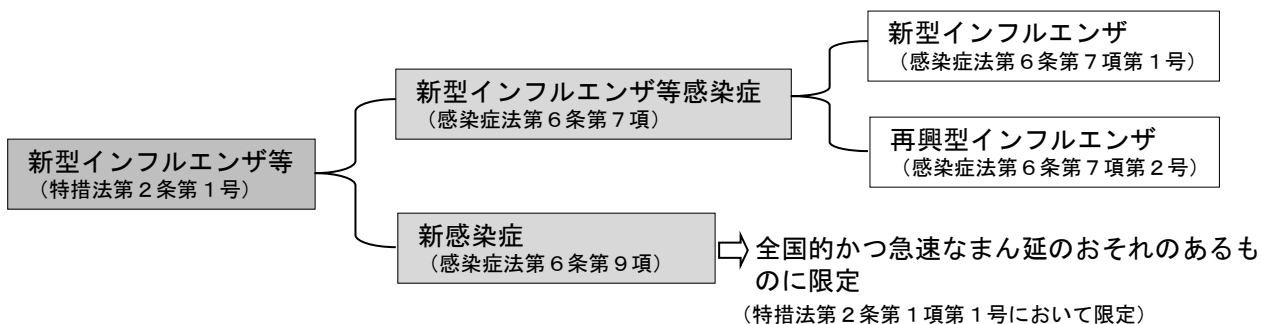 新型インフルエンザ等
（特措法第２条第１号）
新型インフルエンザ等感染症
（感染症法第６条第７項）
新型インフルエンザ
（感染症法第６条第７項第１号）
再興型インフルエンザ
（感染症法第６条第７項第２号）
新感染症
（感染症法第６条第９項）
全国的かつ急速なまん延のおそれのあるも
のに限定
（特措法第２条第１項第１号において限定）